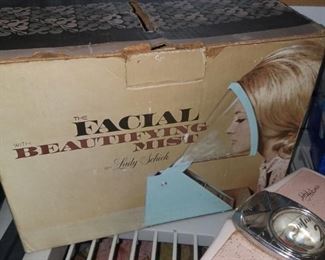 THE
FACIAL
WITH
BEAUTIFYING
MIST
BY Lady Schick